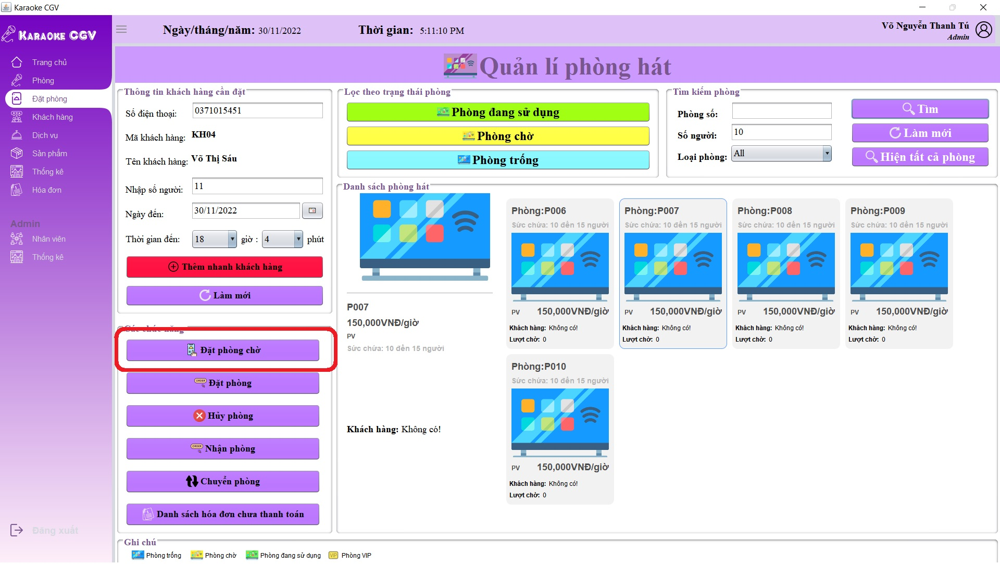 Karaoke CGV
KARAOKE CGV
Ngày/tháng/năm: 30/11/2022
Thời gian: 5:11:10 PM
Võ Nguyễn Thanh Tú
Admin
Trang chủ
Phòng
Đặt phòng
Khách hàng
Dịch vụ
Sản phẩm
Thống kê
Hóa đơn
Admin
Nhân viên
Thống kê
Đăng xuất
Quản lí phòng hát
Thông tin khách hàng cần đặt
Số điện thoại: 0371015451
Mã khách hàng: KH04
Tên khách hàng: Võ Thị Sáu
Nhập số người: 11
Ngày đến: 30/11/2022
Thời gian đến: 18 giờ : 4 phút
Thêm nhanh khách hàng
Làm mới
Các chức năng
Đặt phòng chờ
ORDER Đặt phòng
Hủy phòng
ORDER Nhận phòng
Chuyển phòng
Danh sách hóa đơn chưa thanh toán
Lọc theo trạng thái phòng
Phòng đang sử dụng
Phòng chờ
Phòng trống
Tìm kiếm phòng
Phòng số:
Số người: 10
Loại phòng: All
Tìm
Làm mới
Hiện tất cả phòng
Danh sách phòng hát
P007
150,000VNĐ/giờ
PV
Sức chứa: 10 đến 15 người
Khách hàng: Không có!
Phòng:P006
Sức chứa: 10 đến 15 người
PV 150,000VNĐ/giờ
Khách hàng: Không có!
Lượt chờ: 0
Phòng:P007
Sức chứa: 10 đến 15 người
PV 150,000VNĐ/giờ
Khách hàng: Không có!
Lượt chờ: 0
Phòng:P008
Sức chứa: 10 đến 15 người
PV 150,000VNĐ/giờ
Khách hàng: Không có!
Lượt chờ: 0
Phòng:P009
Sức chứa: 10 đến 15 người
PV 150,000VNĐ/giờ
Khách hàng: Không có!
Lượt chờ: 0
Phòng:P010
Sức chứa: 10 đến 15 người
PV 150,000VNĐ/giờ
Khách hàng: Không có!
Lượt chờ: 0
Ghi chú
Phòng trống
Phòng chờ
Phòng đang sử dụng
VIP Phòng VIP